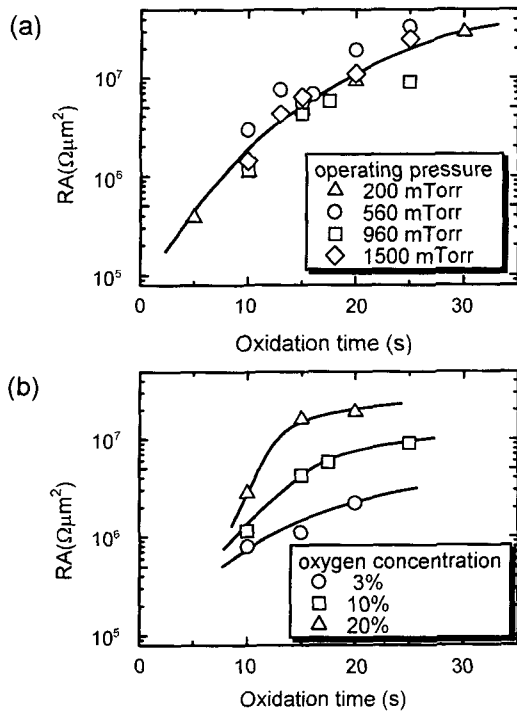 (a)
10⁷
10⁶
10⁵
RA(Ωμm²)
operating pressure
200 mTorr
560 mTorr
960 mTorr
1500 mTorr
0 10 20 30
Oxidation time (s)
(b)
10⁷
10⁶
10⁵
RA(Ωμm²)
oxygen concentration
3%
10%
20%
0 10 20 30
Oxidation time (s)